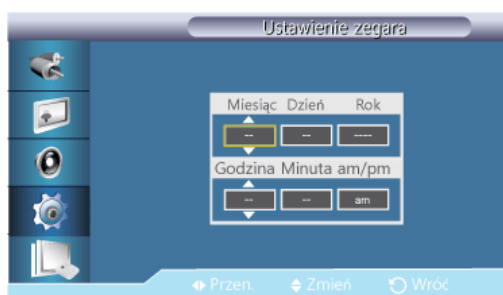 Ustawienie zegara
Miesiąc Dzień Rok
-- -- ----
Godzina Minuta am/pm
-- -- am
Przen. Zmień Wróć